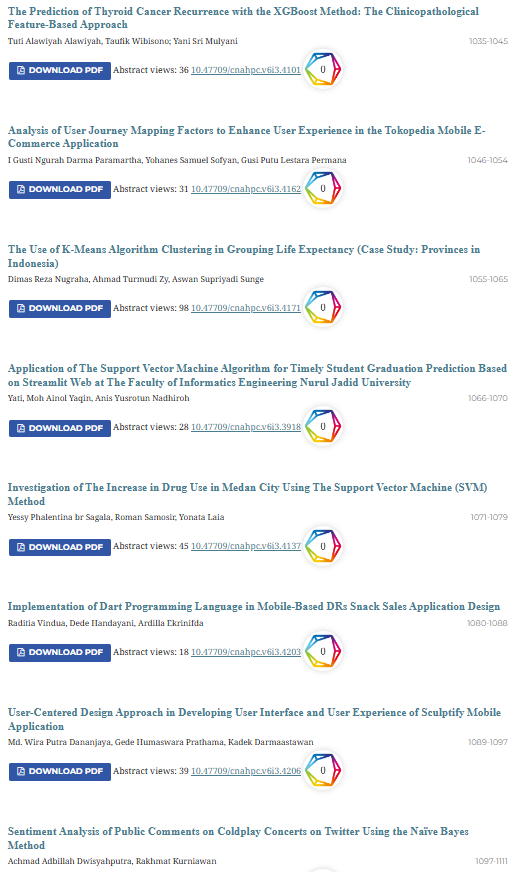 The Prediction of Thyroid Cancer Recurrence with the XGBoost Method: The Clinicopathological
Feature-Based Approach
Tuti Alawiyah Alawiyah, Taufik Wibisono; Yani Sri Mulyani 1035-1045
DOWNLOAD PDF Abstract views: 36 10.47709/cnahpc.v6i3.4101 0
Analysis of User Journey Mapping Factors to Enhance User Experience in the Tokopedia Mobile E-
Commerce Application
I Gusti Ngurah Darma Paramartha, Yohanes Samuel Sofyan, Gusi Putu Lestara Permana 1046-1054
DOWNLOAD PDF Abstract views: 31 10.47709/cnahpc.v6i3.4162 0
The Use of K-Means Algorithm Clustering in Grouping Life Expectancy (Case Study: Provinces in
Indonesia)
Dimas Reza Nugraha, Ahmad Turmudi Zy, Aswan Supriyadi Sunge 1055-1065
DOWNLOAD PDF Abstract views: 98 10.47709/cnahpc.v6i3.4171 0
Application of The Support Vector Machine Algorithm for Timely Student Graduation Prediction Based
on Streamlit Web at The Faculty of Informatics Engineering Nurul Jadid University
Yati, Moh Ainol Yaqin, Anis Yusrotun Nadhiroh 1066-1070
DOWNLOAD PDF Abstract views: 28 10.47709/cnahpc.v6i3.3918 0
Investigation of The Increase in Drug Use in Medan City Using The Support Vector Machine (SVM)
Method
Yessy Phalentina br Sagala, Roman Samosir, Yonata Laia 1071-1079
DOWNLOAD PDF Abstract views: 45 10.47709/cnahpc.v6i3.4137 0
Implementation of Dart Programming Language in Mobile-Based DRs Snack Sales Application Design
Raditia Vindua, Dede Handayani, Ardilla Ekrinifda 1080-1088
DOWNLOAD PDF Abstract views: 18 10.47709/cnahpc.v6i3.4203 0
User-Centered Design Approach in Developing User Interface and User Experience of Sculptify Mobile
Application
Md. Wira Putra Dananjaya, Gede Humaswara Prathama, Kadek Darmaastawan 1089-1097
DOWNLOAD PDF Abstract views: 39 10.47709/cnahpc.v6i3.4206 0
Sentiment Analysis of Public Comments on Coldplay Concerts on Twitter Using the Naïve Bayes
Method
Achmad Adbillah Dwisyahputra, Rakhmat Kurniawan 1097-1111